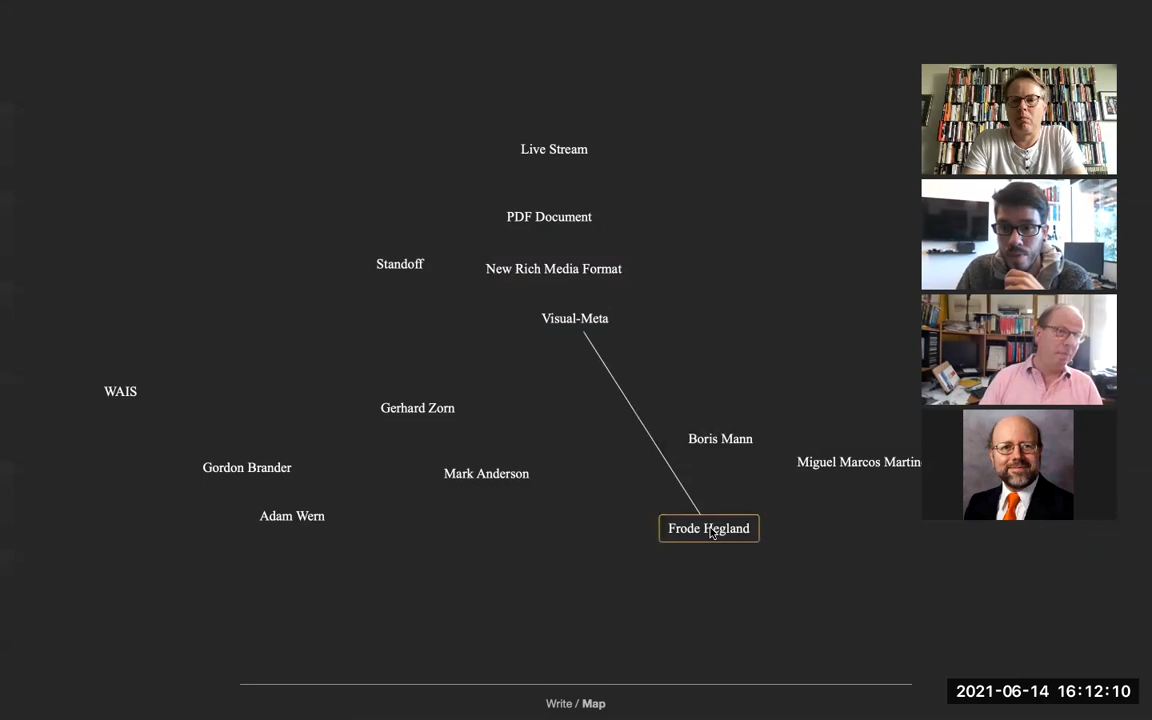 Live Stream
PDF Document
Standoff
New Rich Media Format
Visual-Meta
WAIS
Gerhard Zorn
Boris Mann
Miguel Marcos Martin
Gordon Brander
Mark Anderson
Adam Wern
Frode Hegland
2021-06-14 16:12:10
Write / Map